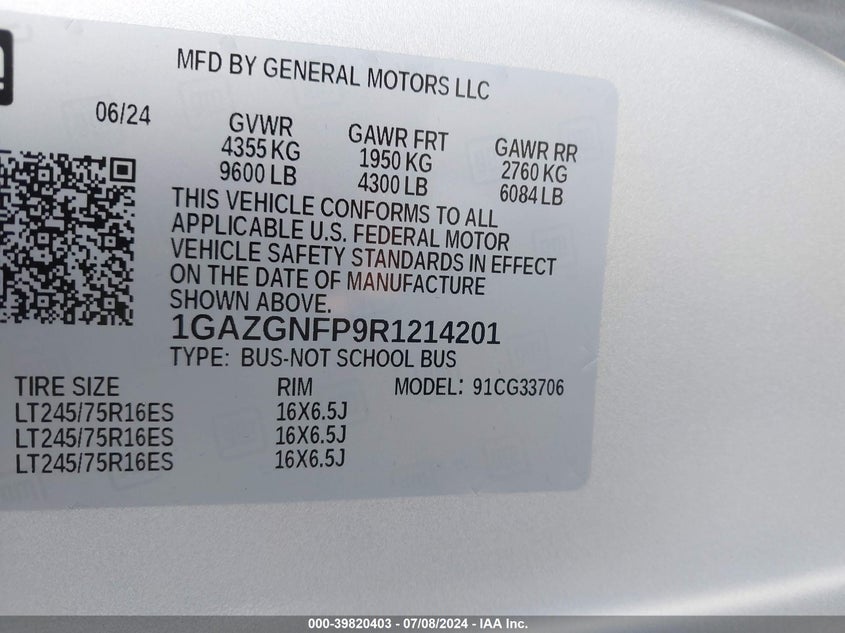 MFD BY GENERAL MOTORS LLC
06/24
GVWR
4355 KG
9600 LB
GAWR FRT
1950 KG
4300 LB
GAWR RR
2760 KG
6084 LB
THIS VEHICLE CONFORMS TO ALL
APPLICABLE U.S. FEDERAL MOTOR
VEHICLE SAFETY STANDARDS IN EFFECT
ON THE DATE OF MANUFACTURE
SHOWN ABOVE.
1GAZGNFP9R1214201
TYPE: BUS-NOT SCHOOL BUS
TIRE SIZE RIM MODEL: 91CG33706
LT245/75R16ES 16X6.5J
LT245/75R16ES 16X6.5J
LT245/75R16ES 16X6.5J
000-39820403 - 07/08/2024 - IAA Inc.